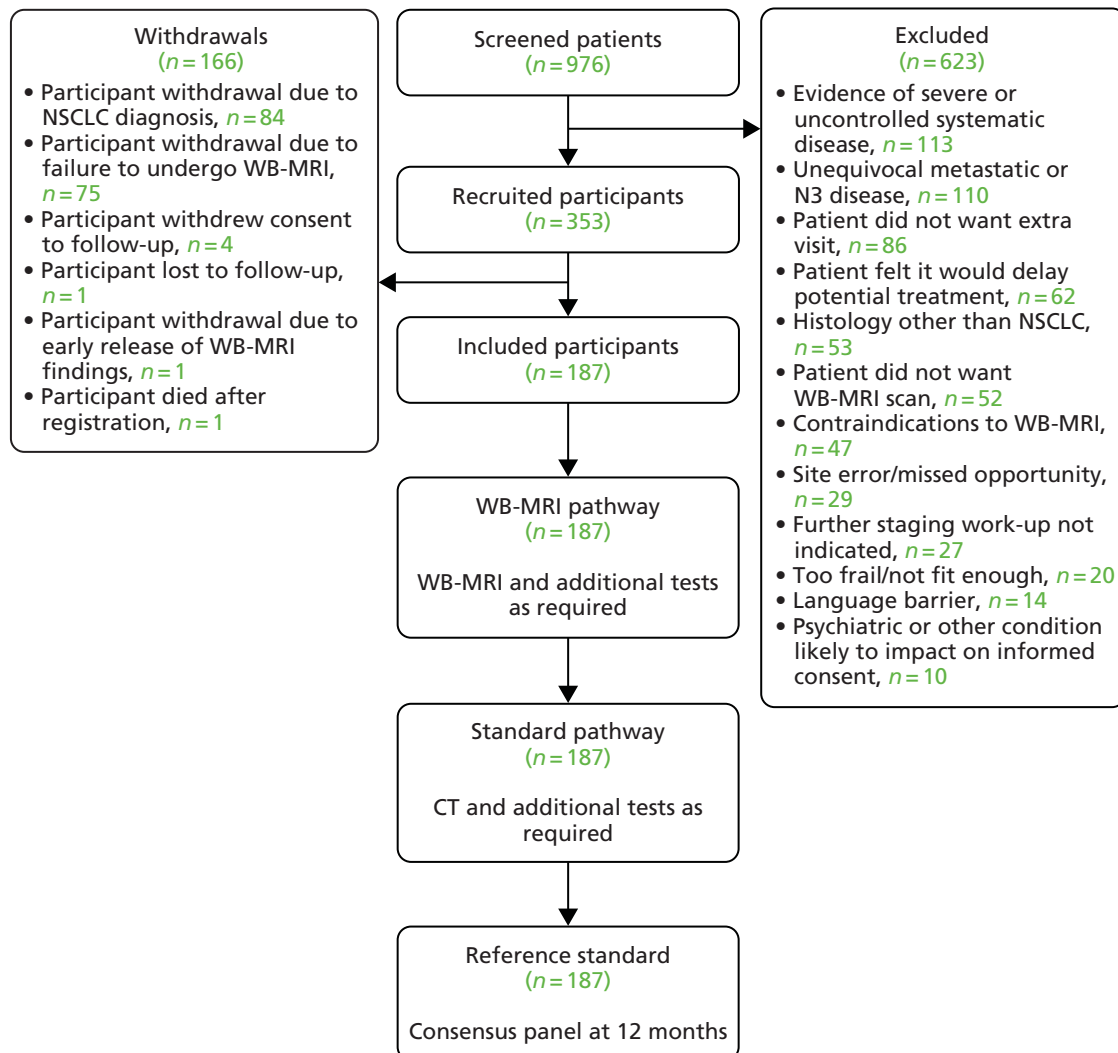 Withdrawals
(n = 166)
• Participant withdrawal due to
NSCLC diagnosis, n = 84
• Participant withdrawal due to
failure to undergo WB-MRI,
n = 75
• Participant withdrew consent
to follow-up, n = 4
• Participant lost to follow-up,
n = 1
• Participant withdrawal due to
early release of WB-MRI
findings, n = 1
• Participant died after
registration, n = 1
Screened patients
(n = 976)
Recruited participants
(n = 353)
Included participants
(n = 187)
WB-MRI pathway
(n = 187)
WB-MRI and additional tests
as required
Standard pathway
(n = 187)
CT and additional tests as
required
Reference standard
(n = 187)
Consensus panel at 12 months
Excluded
(n = 623)
• Evidence of severe or
uncontrolled systematic
disease, n = 113
• Unequivocal metastatic or
N3 disease, n = 110
• Patient did not want extra
visit, n = 86
• Patient felt it would delay
potential treatment, n = 62
• Histology other than NSCLC,
n = 53
• Patient did not want
WB-MRI scan, n = 52
• Contraindications to WB-MRI,
n = 47
• Site error/missed opportunity,
n = 29
• Further staging work-up not
indicated, n = 27
• Too frail/not fit enough, n = 20
• Language barrier, n = 14
• Psychiatric or other condition
likely to impact on informed
consent, n = 10